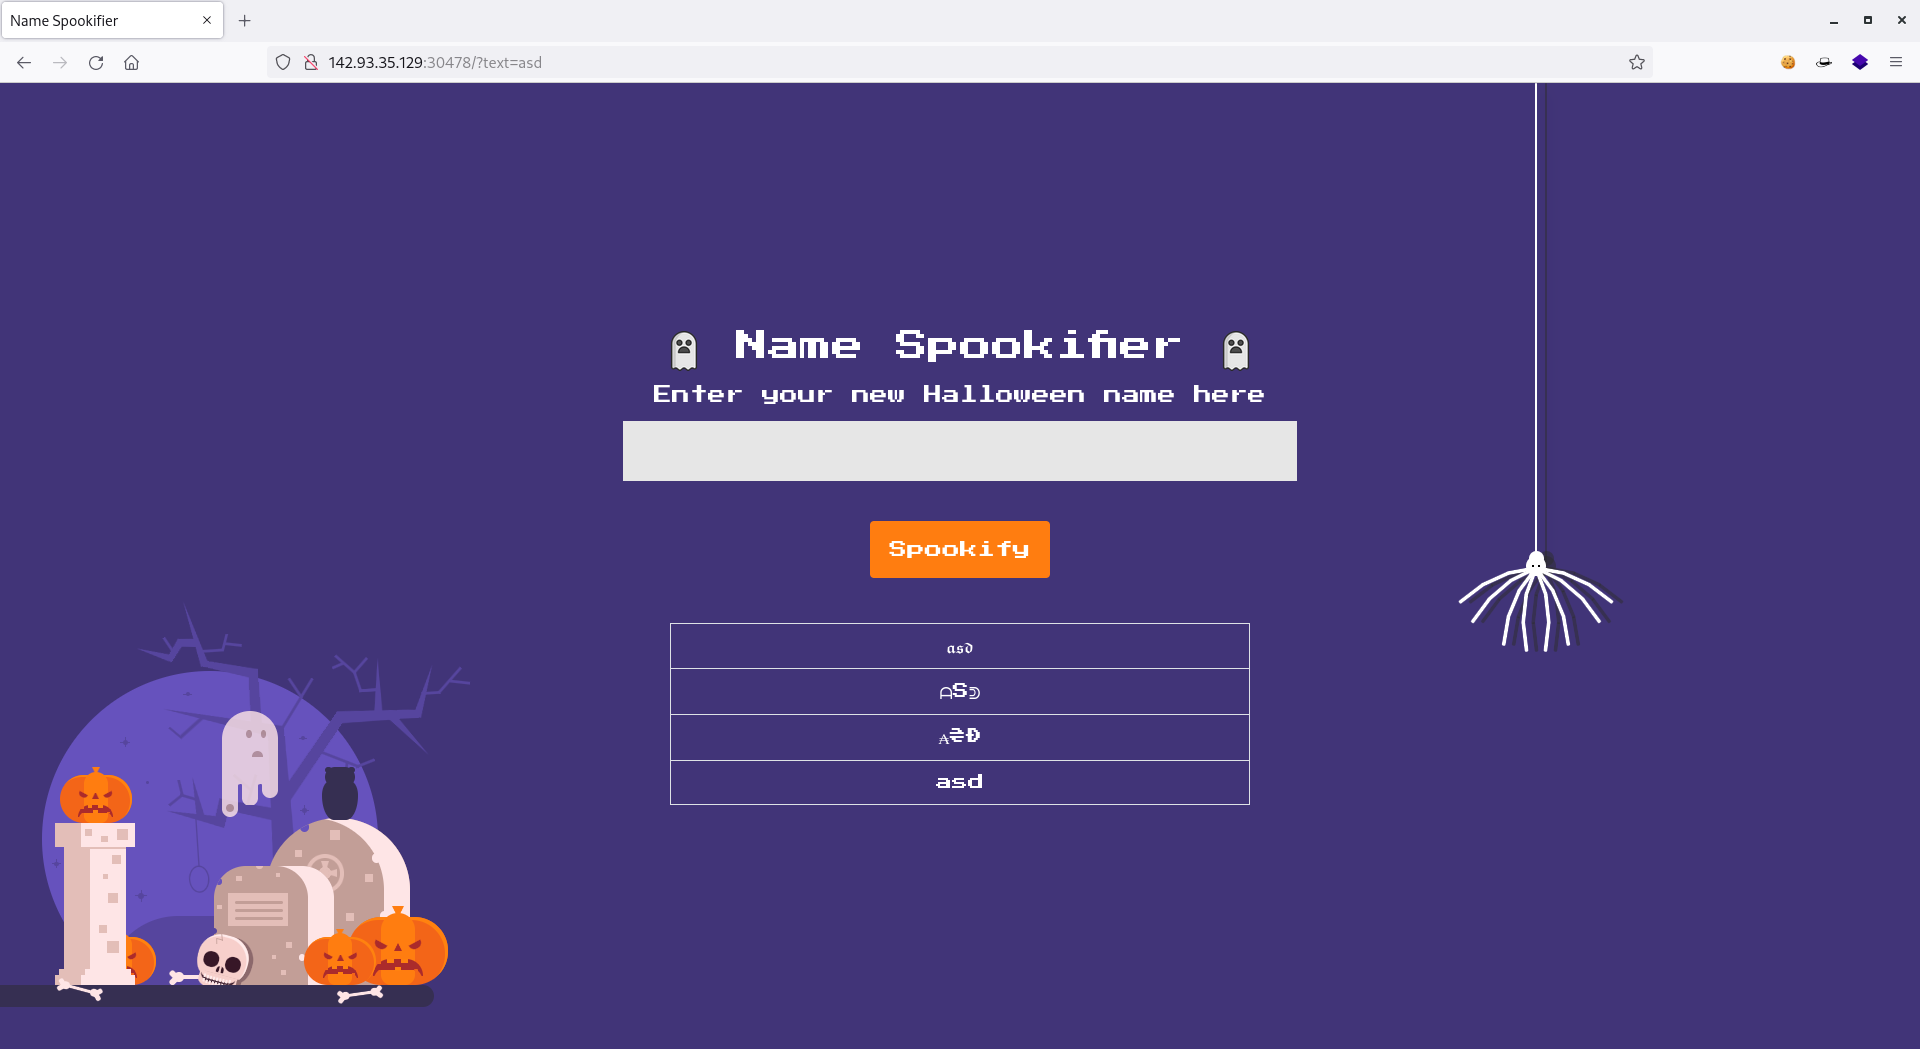 Name Spookifier
142.93.35.129:30478/?text=asd
Name Spookifier
Enter your new Halloween name here
Spookify
𝔞𝔰𝔡
ᗩSᕲ
₳₴Đ
asd